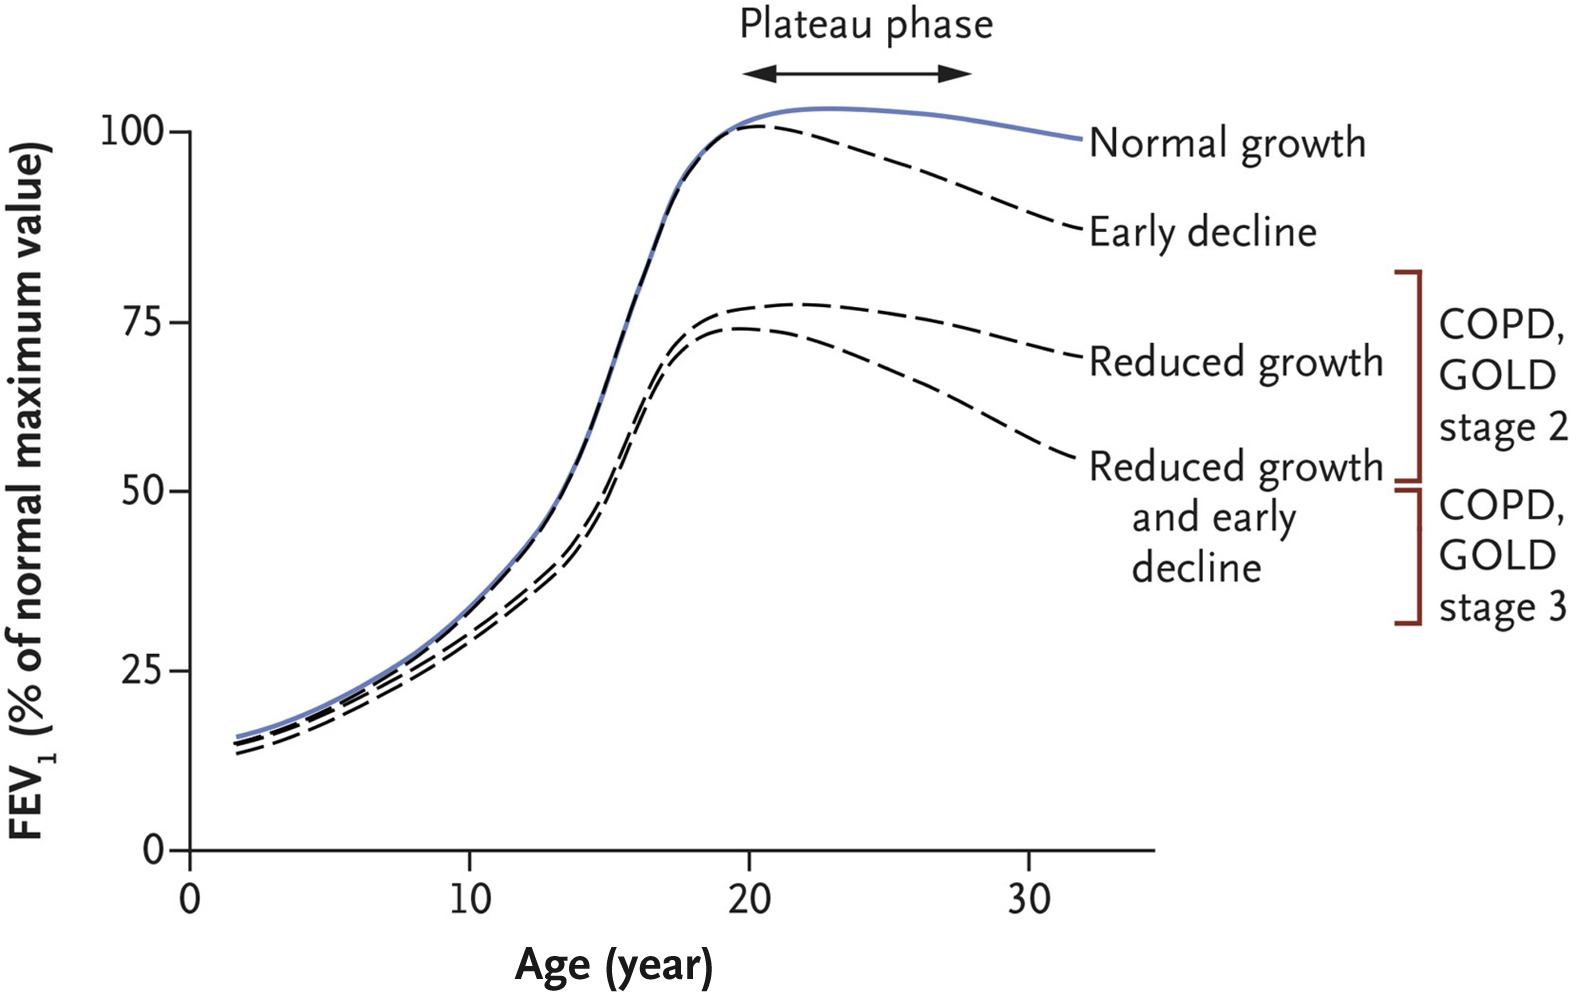 Plateau phase
FEV1 (% of normal maximum value)
100
75
50
25
0
0
10
20
30
Age (year)
Normal growth
Early decline
Reduced growth
Reduced growth
and early
decline
COPD,
GOLD
stage 2
COPD,
GOLD
stage 3